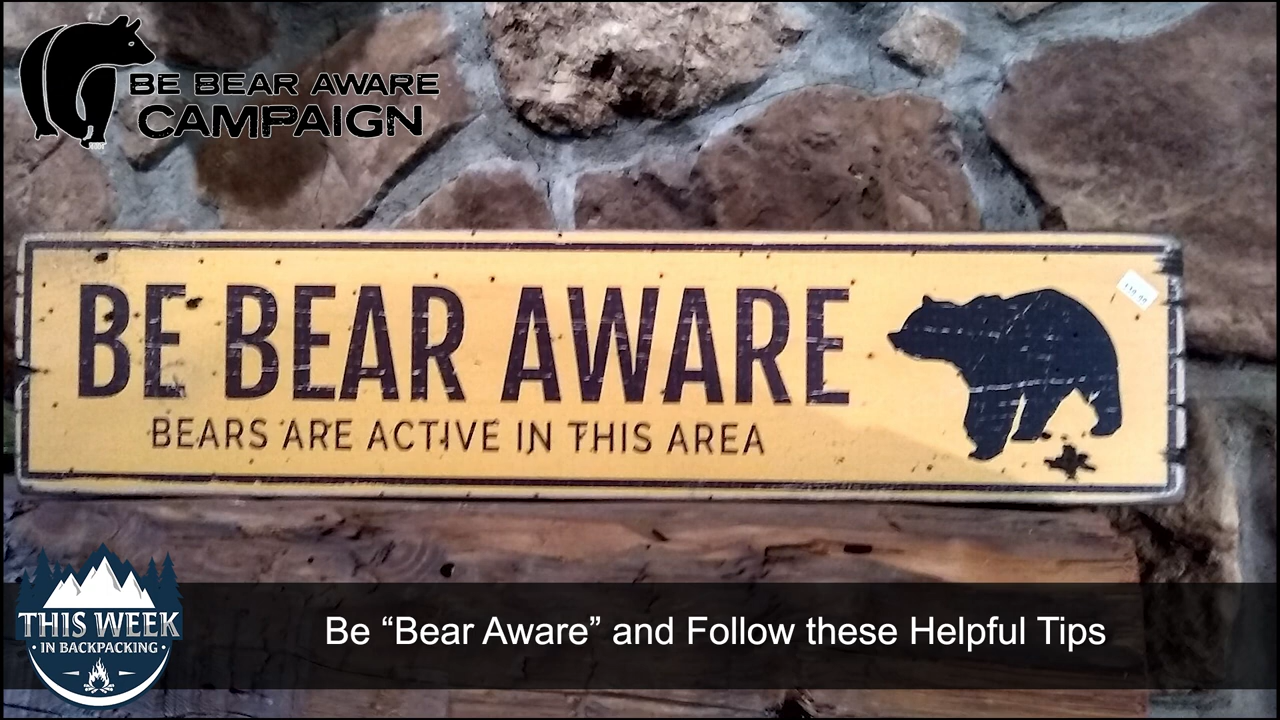 BE BEAR AWARE
CAMPAIGN
BE BEAR AWARE
BEARS ARE ACTIVE IN THIS AREA
THIS WEEK
• IN BACKPACKING •
Be “Bear Aware” and Follow these Helpful Tips